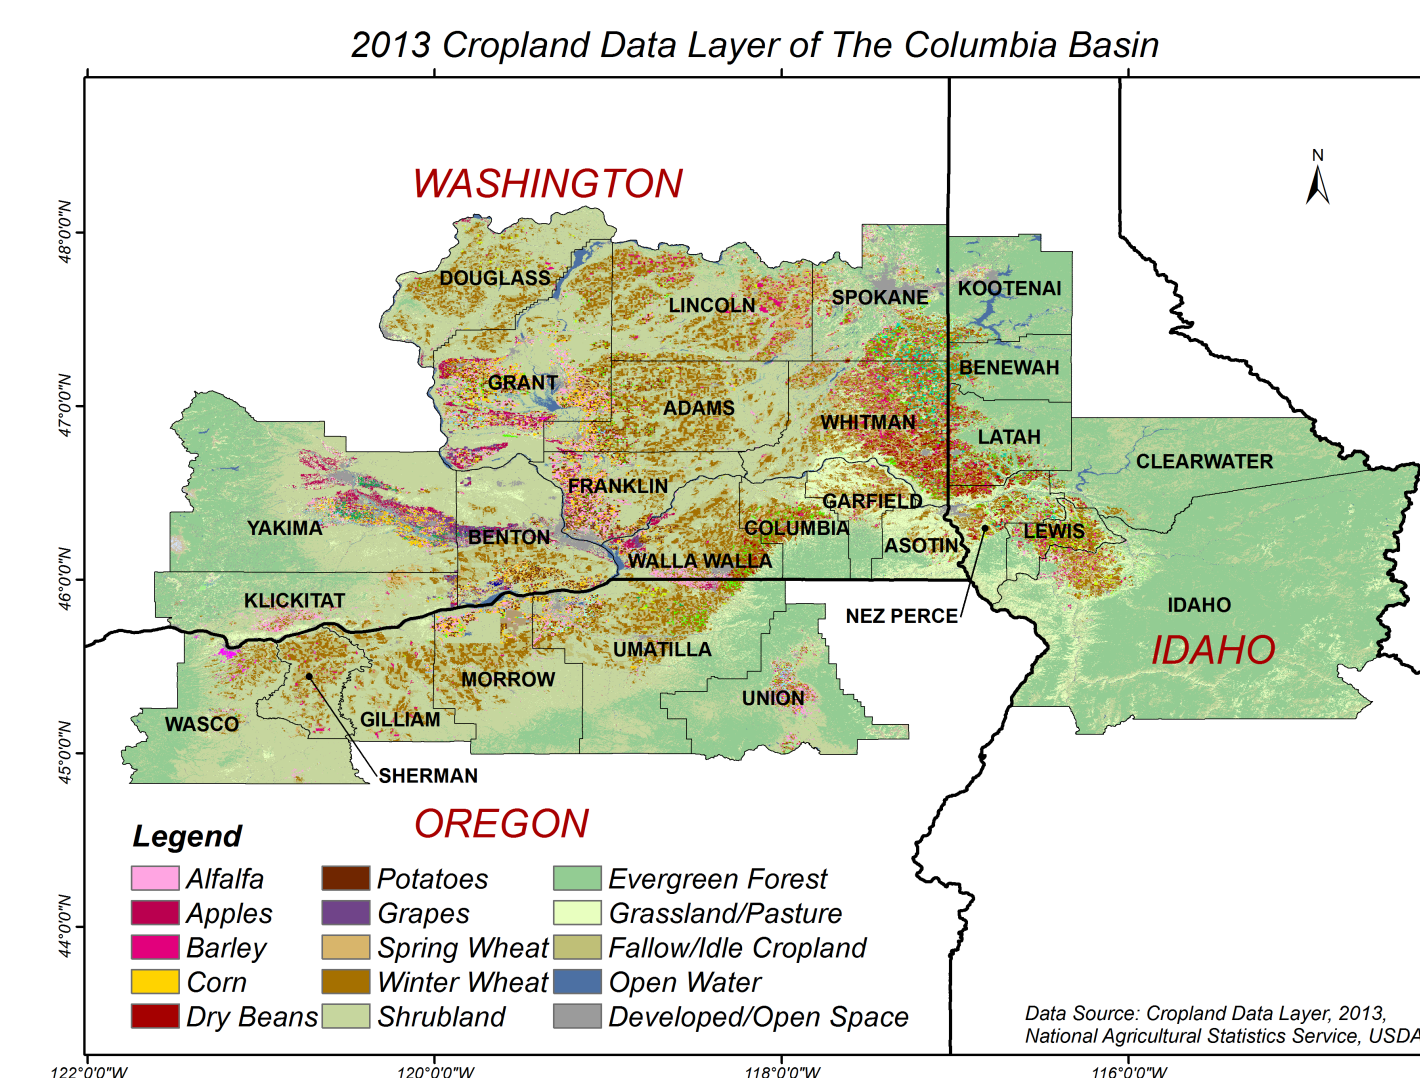 2013 Cropland Data Layer of The Columbia Basin
N
WASHINGTON
48°0'0"N
DOUGLASS
LINCOLN
SPOKANE
KOOTENAI
BENEWAH
GRANT
47°0'0"N
ADAMS
WHITMAN
LATAH
CLEARWATER
FRANKLIN
GARFIELD
YAKIMA
COLUMBIA
LEWIS
BENTON
ASOTIN
WALLA WALLA
46°0'0"N
KLICKITAT
IDAHO
NEZ PERCE
UMATILLA
IDAHO
MORROW
UNION
WASCO
GILLIAM
45°0'0"N
SHERMAN
OREGON
Legend
Alfalfa
Apples
Barley
Corn
Dry Beans
Potatoes
Grapes
Spring Wheat
Winter Wheat
Shrubland
Evergreen Forest
Grassland/Pasture
Fallow/Idle Cropland
Open Water
Developed/Open Space
44°0'0"N
Data Source: Cropland Data Layer, 2013,
National Agricultural Statistics Service, USDA
122°0'0"W
120°0'0"W
118°0'0"W
116°0'0"W